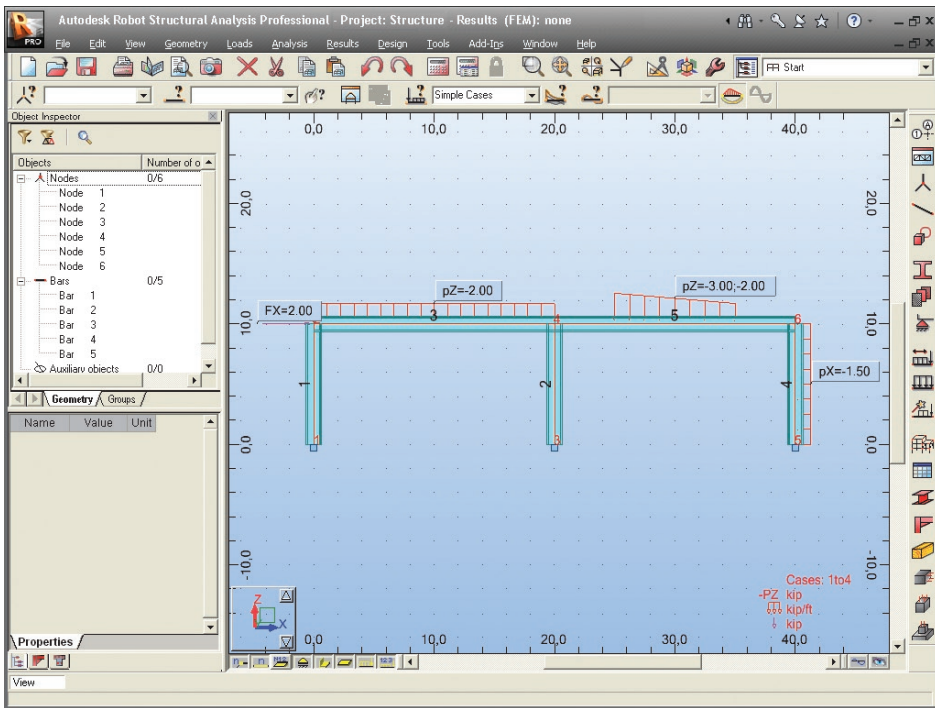 Autodesk Robot Structural Analysis Professional - Project: Structure - Results (FEM): none
PRO File Edit View Geometry Loads Analysis Results Design Tools Add-Ins Window Help
Start
Simple Cases
Object Inspector
Objects Number of o
Nodes 0/6
Node 1
Node 2
Node 3
Node 4
Node 5
Node 6
Bars 0/5
Bar 1
Bar 2
Bar 3
Bar 4
Bar 5
Auxiliary objects 0/0
Geometry Groups
Name Value Unit
Properties
View
0,0 10,0 20,0 30,0 40,0
20,0 20,0
pZ=-2.00 pZ=-3.00;-2.00
FX=2.00 3 4 5 6
10,0 10,0
pX=-1.50
1 2 4
0,0 1 3 5 0,0
-10,0 -10,0
Cases: 1to4
-PZ kip
kip/ft
kip
Z
X
0,0 10,0 20,0 30,0 40,0